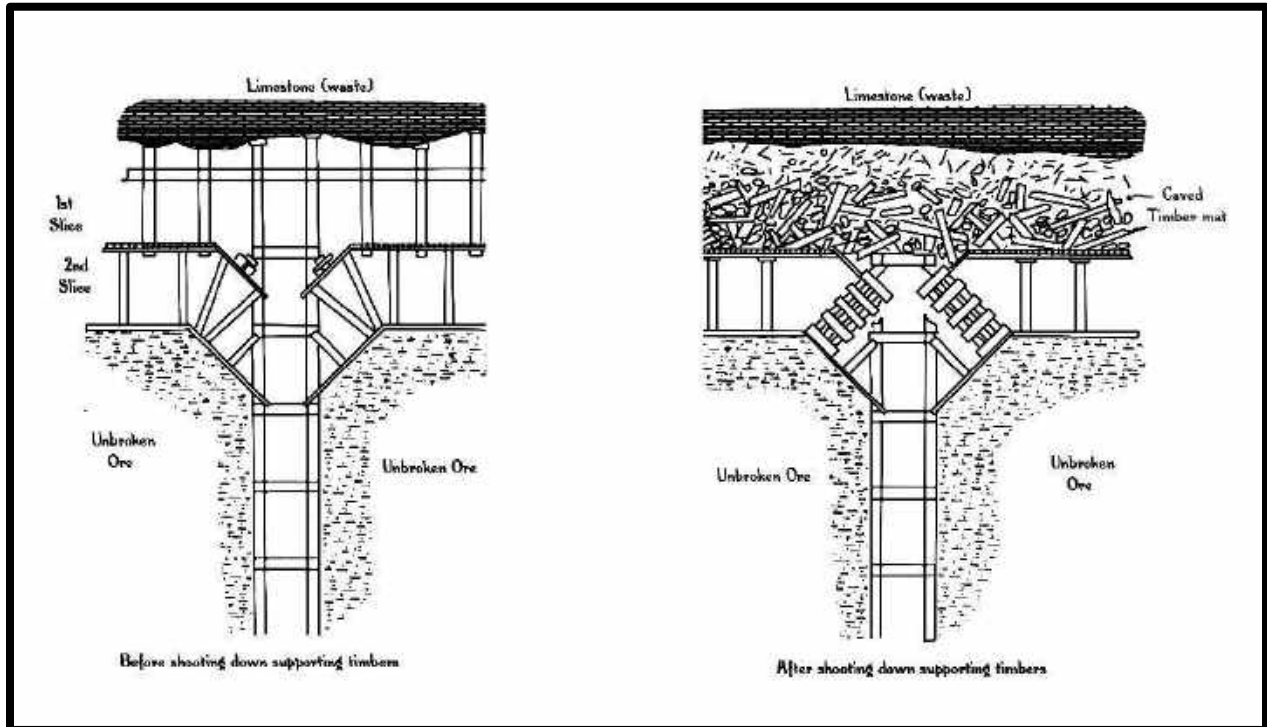 Limestone (waste)
1st
Slice
2nd
Slice
Unbroken
Ore
Unbroken Ore
Before shooting down supporting timbers
Limestone (waste)
Caved
Timber mat
Unbroken Ore
Unbroken
Ore
After shooting down supporting timbers